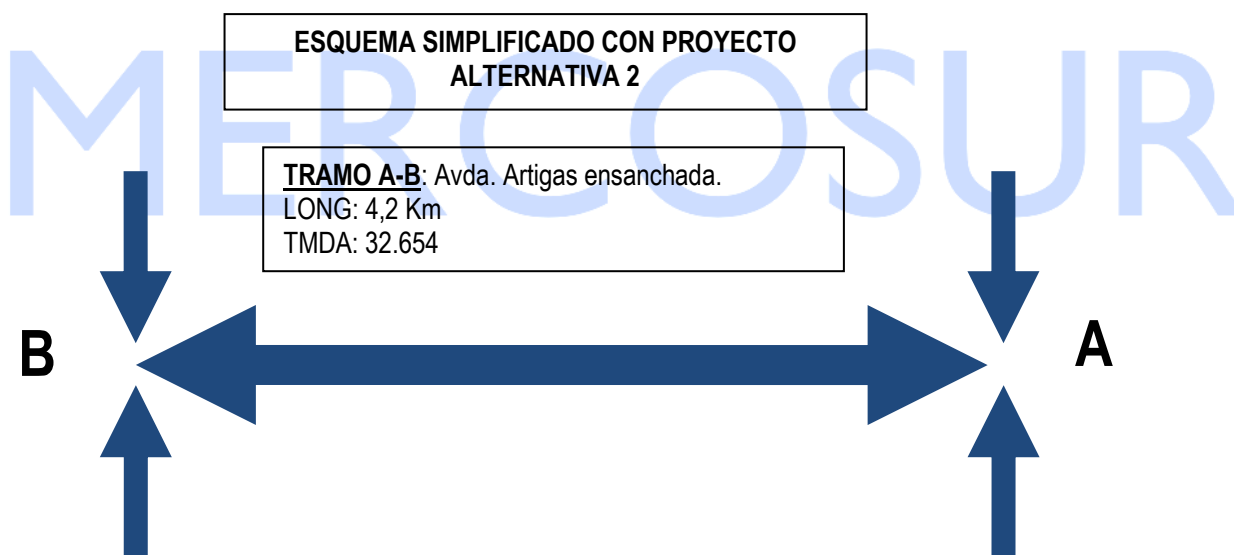 MERCOSUR
ESQUEMA SIMPLIFICADO CON PROYECTO
ALTERNATIVA 2
TRAMO A-B: Avda. Artigas ensanchada.
LONG: 4,2 Km
TMDA: 32.654
B
A